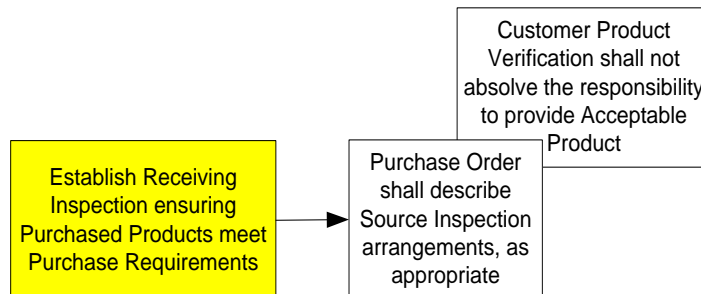 Customer Product
Verification shall not
absolve the responsibility
to provide Acceptable
Product
Establish Receiving
Inspection ensuring
Purchased Products meet
Purchase Requirements
Purchase Order
shall describe
Source Inspection
arrangements, as
appropriate